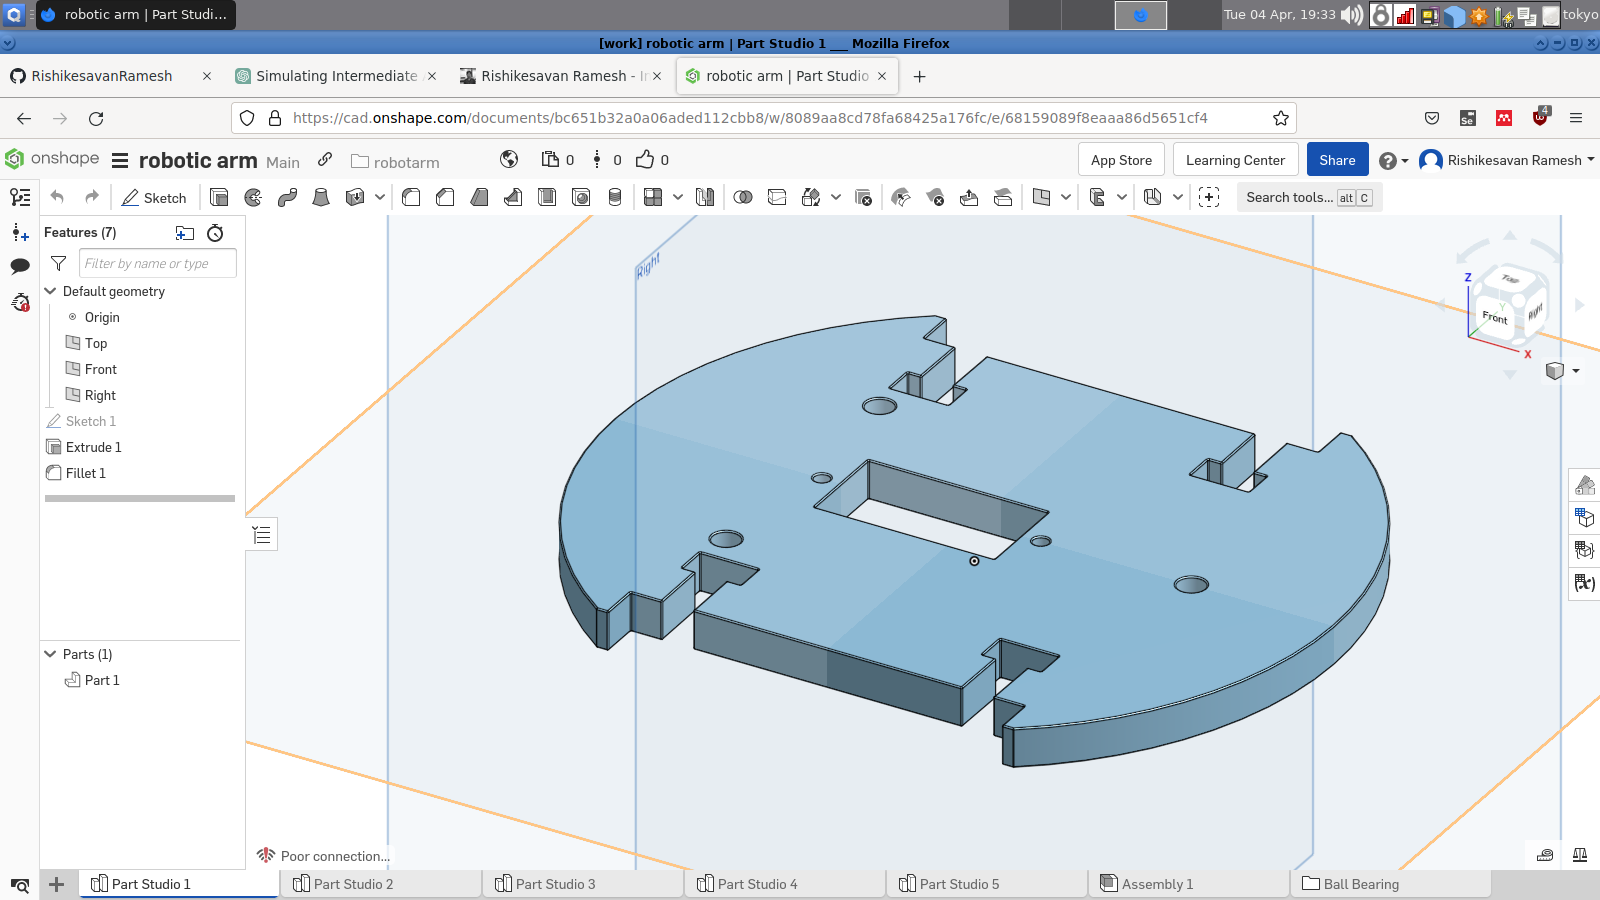 robotic arm | Part Studi...
Tue 04 Apr, 19:33
tokyo
[work] robotic arm | Part Studio 1 ___ Mozilla Firefox
RishikesavanRamesh
Simulating Intermediate
Rishikesavan Ramesh - In
robotic arm | Part Studio
https://cad.onshape.com/documents/bc651b32a0a06aded112cbb8/w/8089aa8cd78fa68425a176fc/e/68159089f8eaaa86d5651cf4
Se
4
onshape
robotic arm Main
robotarm
0
0
0
App Store
Learning Center
Share
Rishikesavan Ramesh
Sketch
Search tools... alt C
Features (7)
Filter by name or type
Default geometry
Origin
Top
Front
Right
Sketch 1
Extrude 1
Fillet 1
Parts (1)
Part 1
Right
Z
Top
Y
Front
Right
X
(x)
Poor connection...
Part Studio 1
Part Studio 2
Part Studio 3
Part Studio 4
Part Studio 5
Assembly 1
Ball Bearing